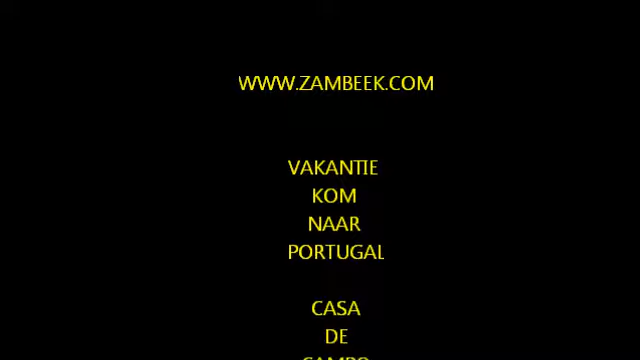 WWW.ZAMBEEK.COM
VAKANTIE
KOM
NAAR
PORTUGAL
CASA
DE